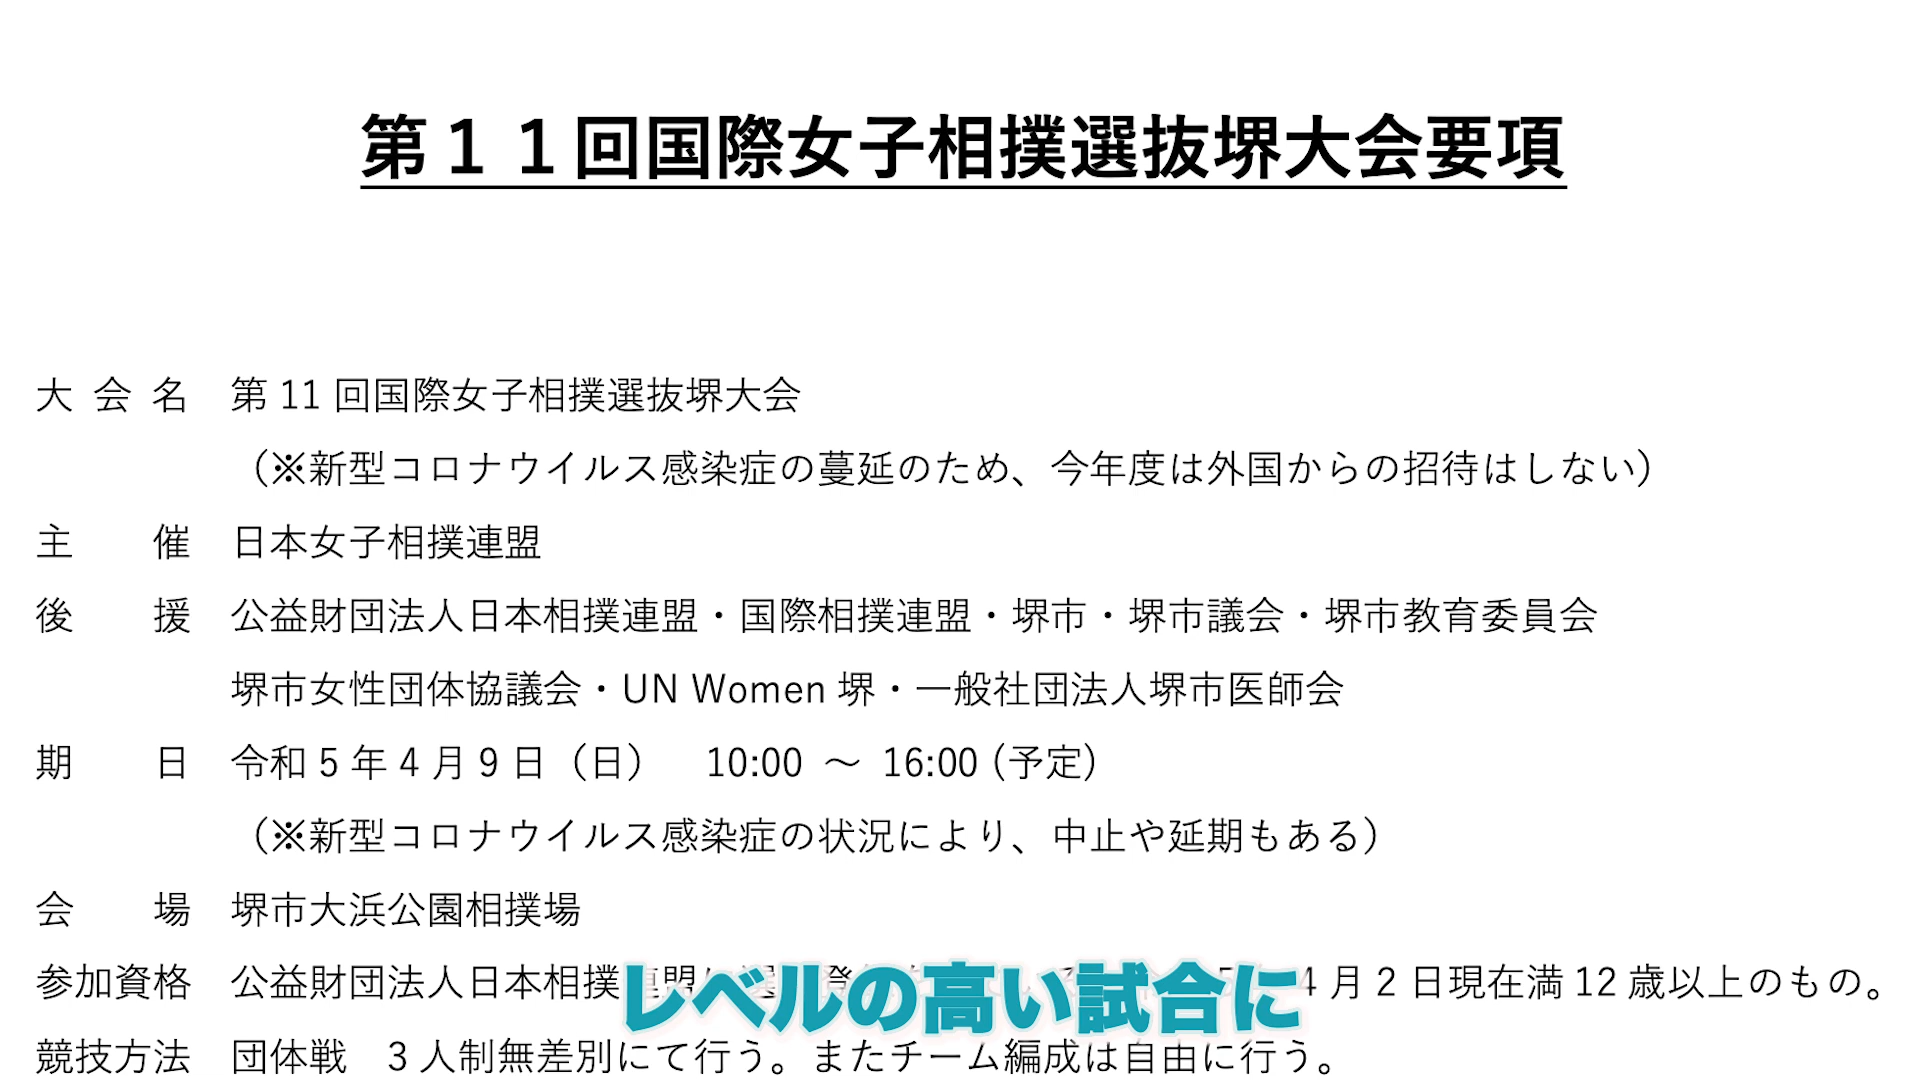 第１１回国際女子相撲選抜堺大会要項
大会名 第11回国際女子相撲選抜堺大会
（※新型コロナウイルス感染症の蔓延のため、今年度は外国からの招待はしない）
主催 日本女子相撲連盟
後援 公益財団法人日本相撲連盟・国際相撲連盟・堺市・堺市議会・堺市教育委員会
堺市女性団体協議会・UN Women 堺・一般社団法人堺市医師会
期日 令和5年4月9日（日） 10:00 ～ 16:00 (予定)
（※新型コロナウイルス感染症の状況により、中止や延期もある）
会場 堺市大浜公園相撲場
参加資格 公益財団法人日本相撲連盟 4月2日現在満12歳以上のもの。
レベルの高い試合に
競技方法 団体戦 3人制無差別にて行う。またチーム編成は自由に行う。